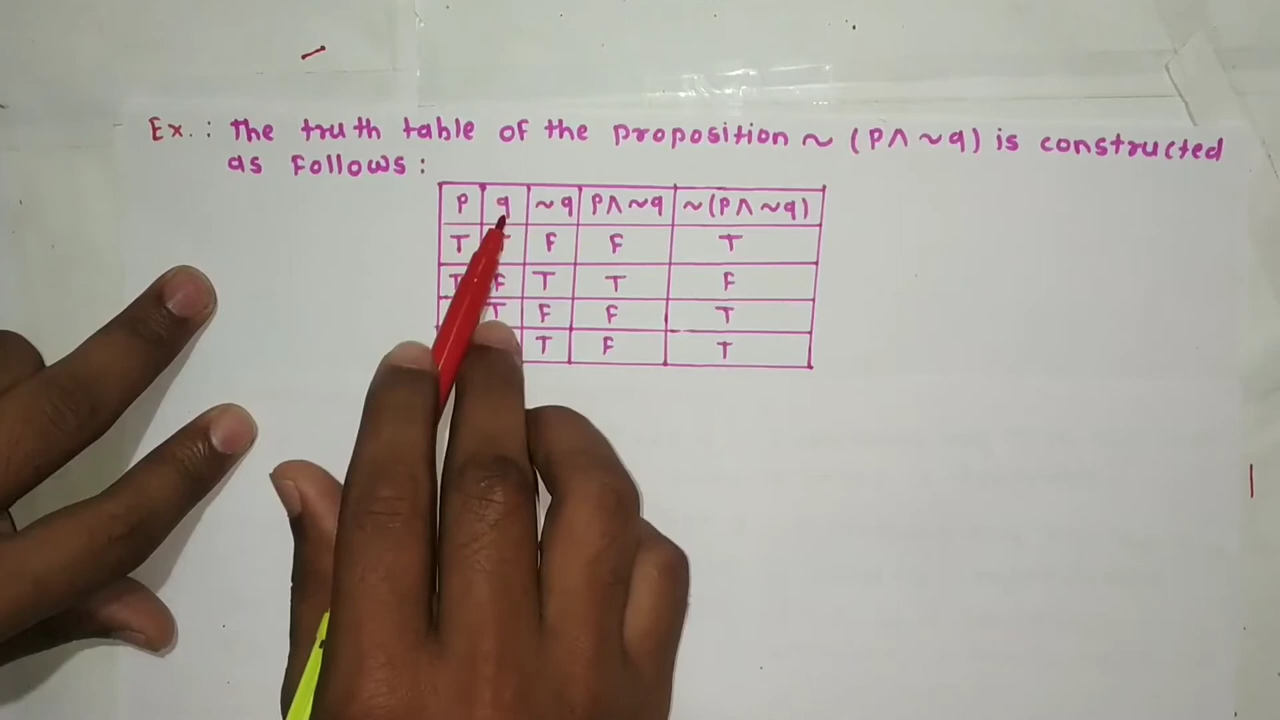 Ex. : The truth table of the proposition ~ (P∧ ~q) is constructed
as follows :
P q ~q P∧~q ~(P∧ ~q)
T F F T
T F T T F
T F F T
T F T